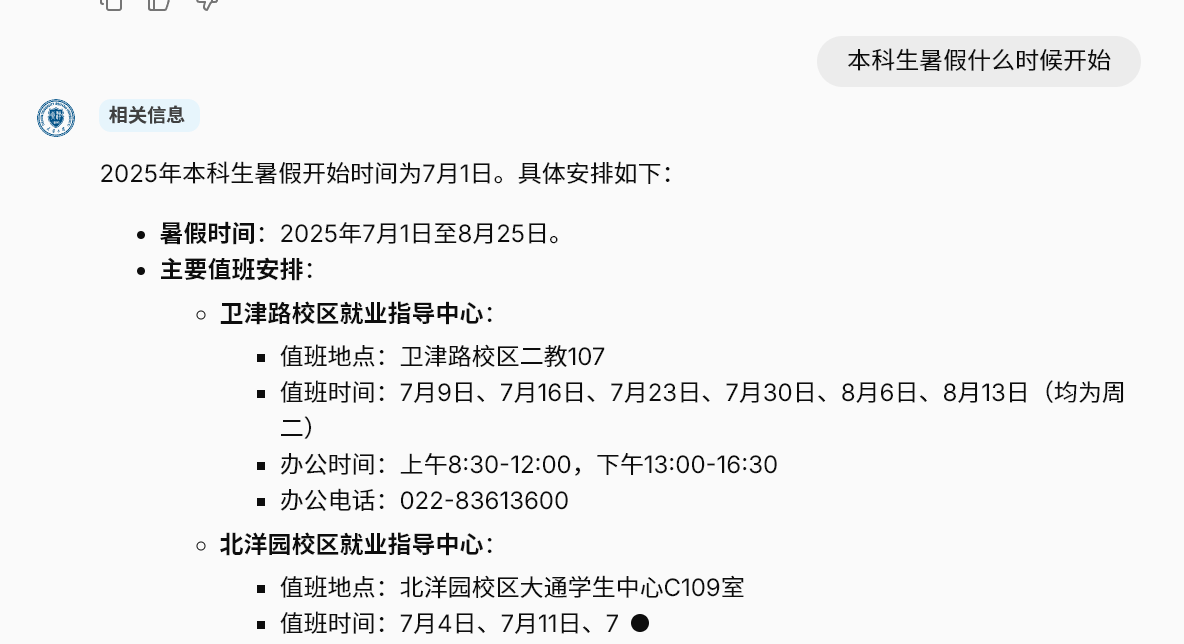 本科生暑假什么时候开始
相关信息
2025年本科生暑假开始时间为7月1日。具体安排如下：
暑假时间：2025年7月1日至8月25日。
主要值班安排：
卫津路校区就业指导中心：
值班地点：卫津路校区二教107
值班时间：7月9日、7月16日、7月23日、7月30日、8月6日、8月13日（均为周
二）
办公时间：上午8:30-12:00，下午13:00-16:30
办公电话：022-83613600
北洋园校区就业指导中心：
值班地点：北洋园校区大通学生中心C109室
值班时间：7月4日、7月11日、7